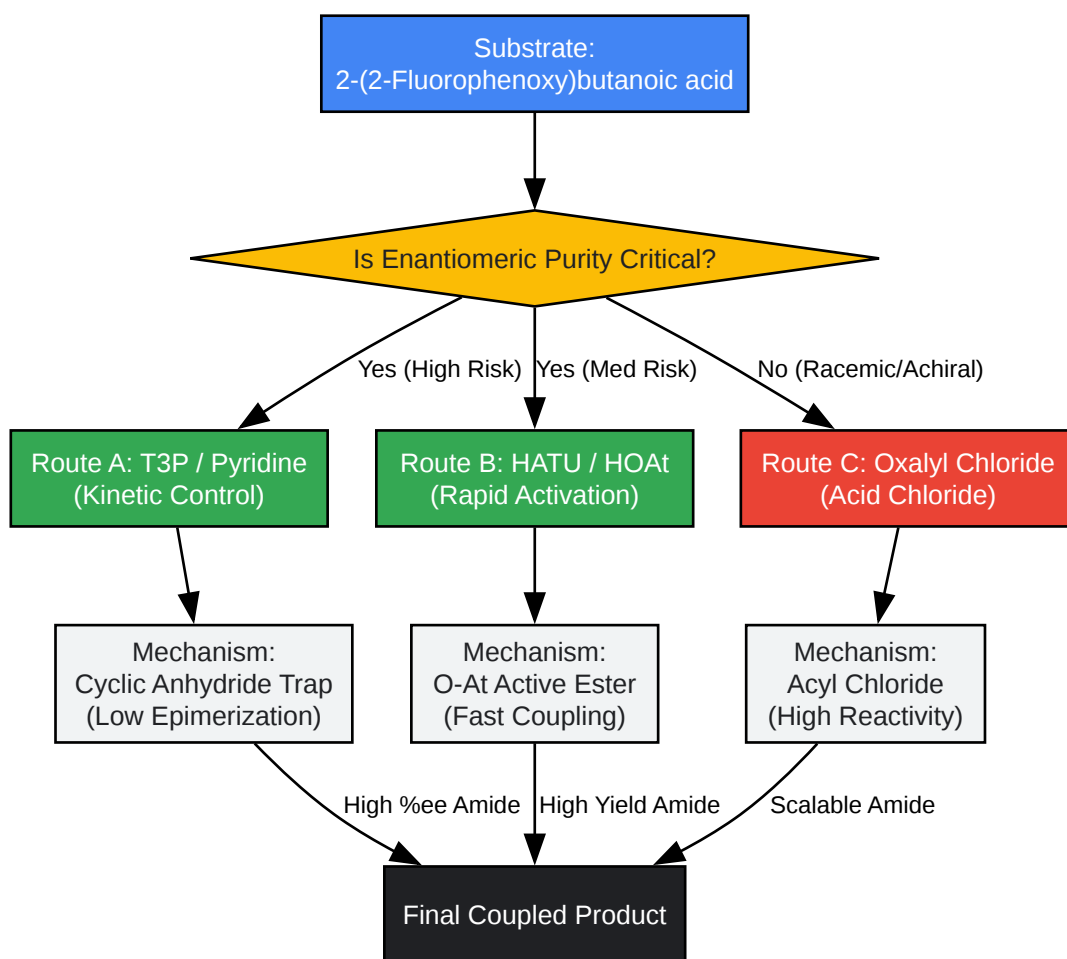 Substrate:
2-(2-Fluorophenoxy)butanoic acid
Is Enantiomeric Purity Critical?
Yes (High Risk)
Yes (Med Risk)
No (Racemic/Achiral)
Route A: T3P / Pyridine
(Kinetic Control)
Route B: HATU / HOAt
(Rapid Activation)
Route C: Oxalyl Chloride
(Acid Chloride)
Mechanism:
Cyclic Anhydride Trap
(Low Epimerization)
Mechanism:
O-At Active Ester
(Fast Coupling)
Mechanism:
Acyl Chloride
(High Reactivity)
High %ee Amide
High Yield Amide
Scalable Amide
Final Coupled Product